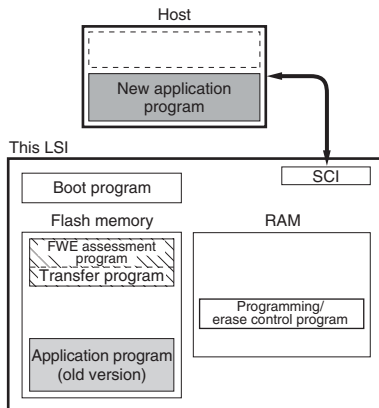 Host
New application
program
This LSI
SCI
Boot program
Flash memory
RAM
FWE assessment
program
Transfer program
Programming/
erase control program
Application program
(old version)